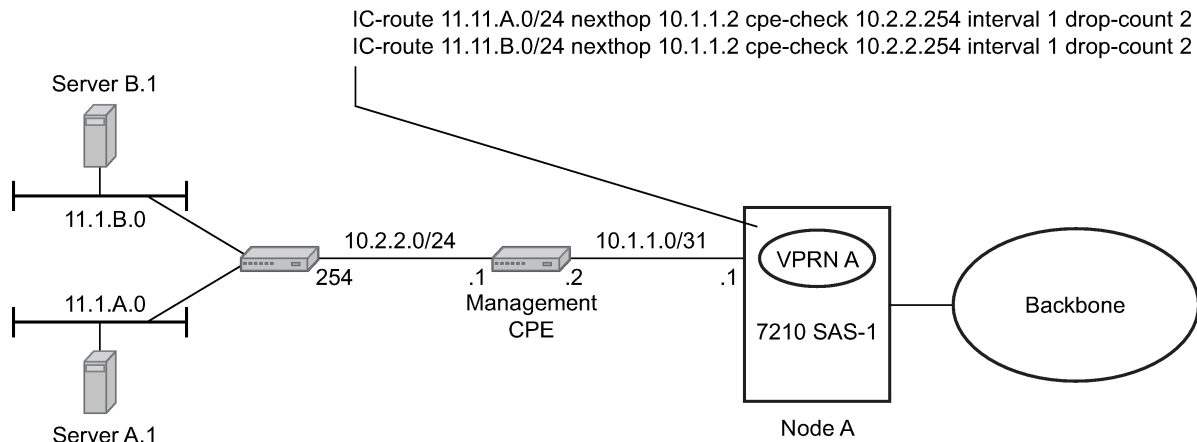 IC-route 11.11.A.0/24 nexthop 10.1.1.2 cpe-check 10.2.2.254 interval 1 drop-count 2
IC-route 11.11.B.0/24 nexthop 10.1.1.2 cpe-check 10.2.2.254 interval 1 drop-count 2
Server B.1
11.1.B.0
10.2.2.0/24
10.1.1.0/31
VPRN A
254
.1
.2
.1
Management
CPE
11.1.A.0
7210 SAS-1
Backbone
Server A.1
Node A